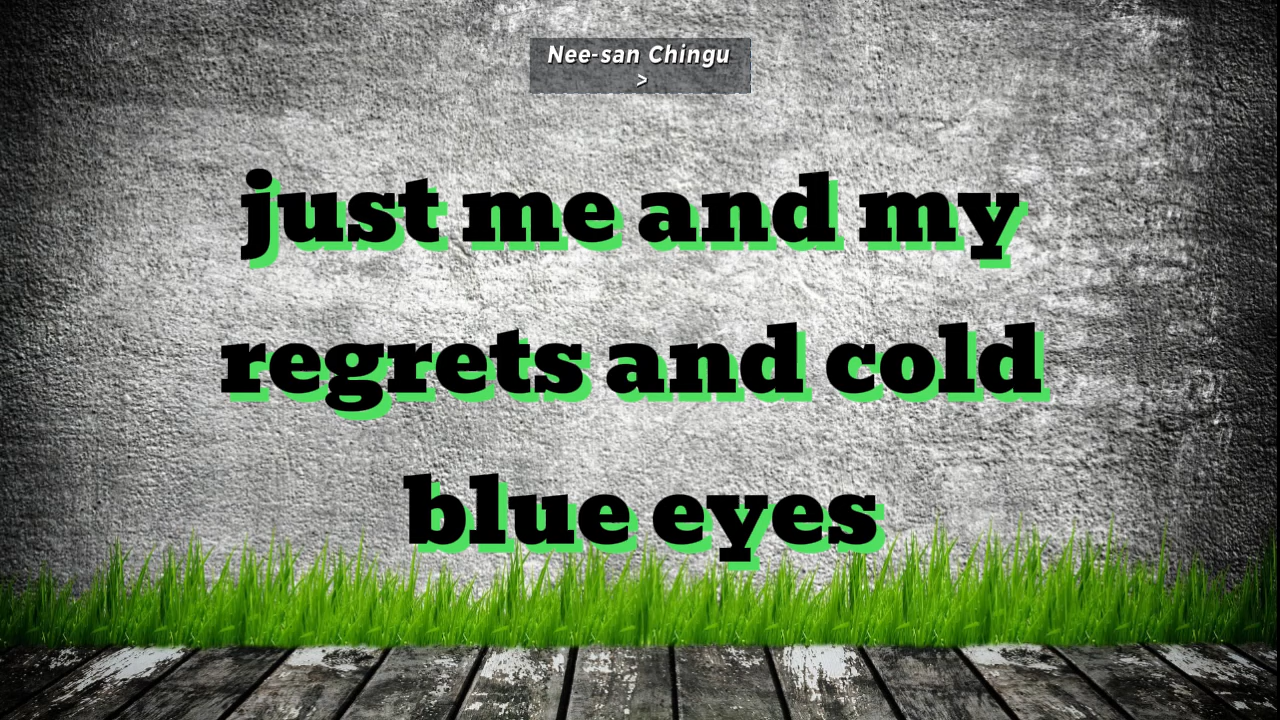 Nee-san Chingu
>
just me and my
regrets and cold
blue eyes